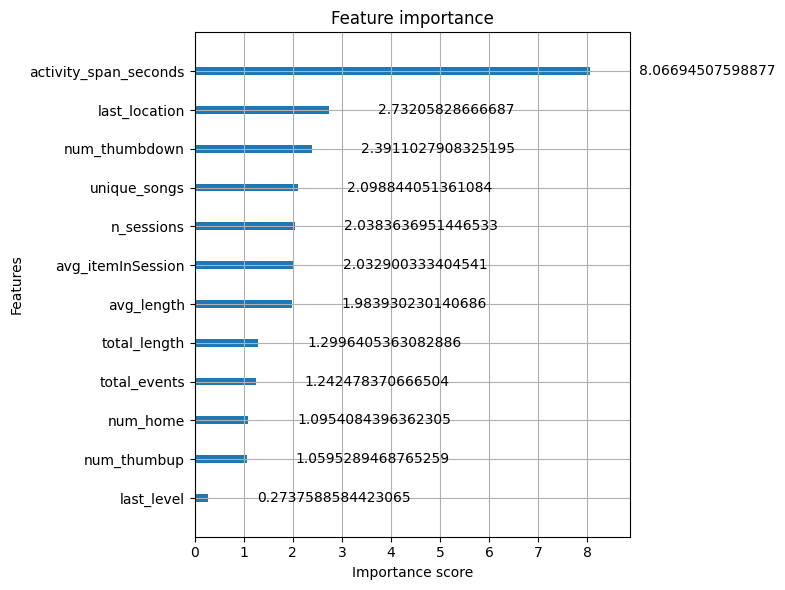 Feature importance
activity_span_seconds 8.06694507598877
last_location 2.73205828666687
num_thumbdown 2.3911027908325195
unique_songs 2.098844051361084
n_sessions 2.0383636951446533
avg_itemInSession 2.032900333404541
avg_length 1.983930230140686
total_length 1.2996405363082886
total_events 1.242478370666504
num_home 1.0954084396362305
num_thumbup 1.0595289468765259
last_level 0.2737588584423065
Features
0 1 2 3 4 5 6 7 8
Importance score